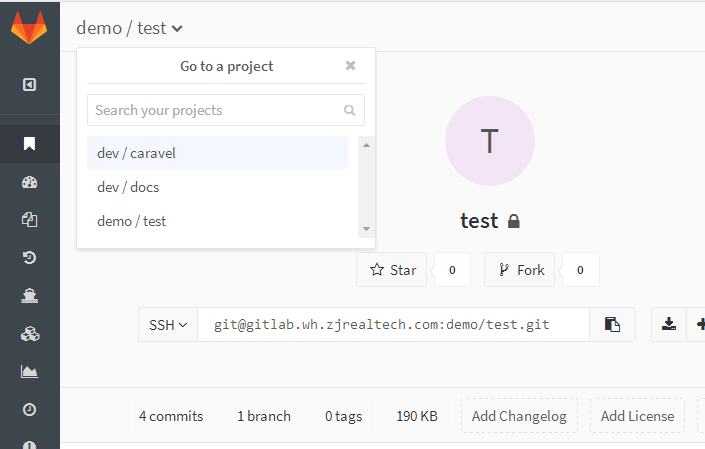 demo / test
Go to a project
Search your projects
dev / caravel
dev / docs
demo / test
T
test
Star 0 Fork 0
SSH git@gitlab.wh.zjrealtech.com:demo/test.git
4 commits 1 branch 0 tags 190 KB Add Changelog Add License